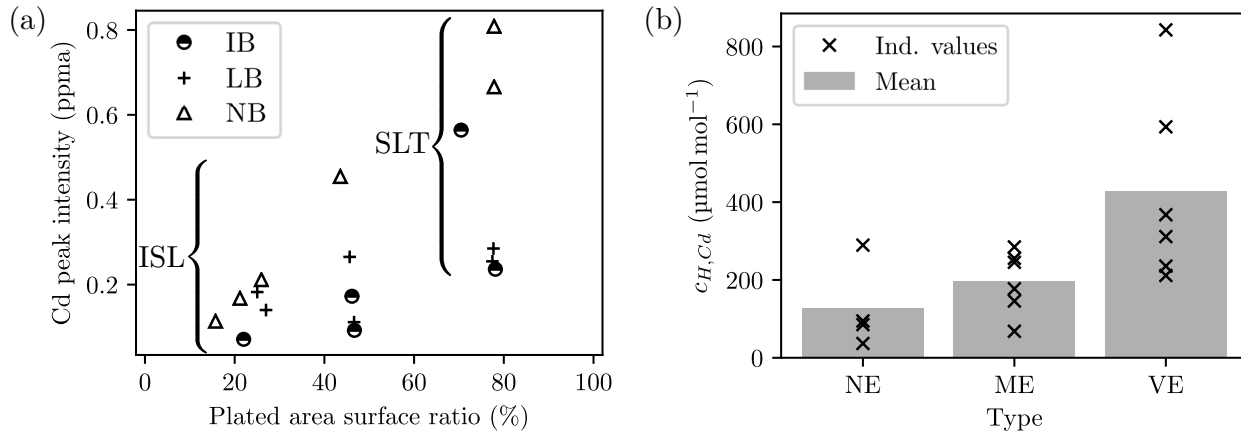 (a)
Cd peak intensity (ppma)
0.8
0.6
0.4
0.2
IB
LB
NB
ISL
SLT
0 20 40 60 80 100
Plated area surface ratio (%)
(b)
c_{H,Cd} (μmol mol⁻¹)
800
600
400
200
0
Ind. values
Mean
NE ME VE
Type